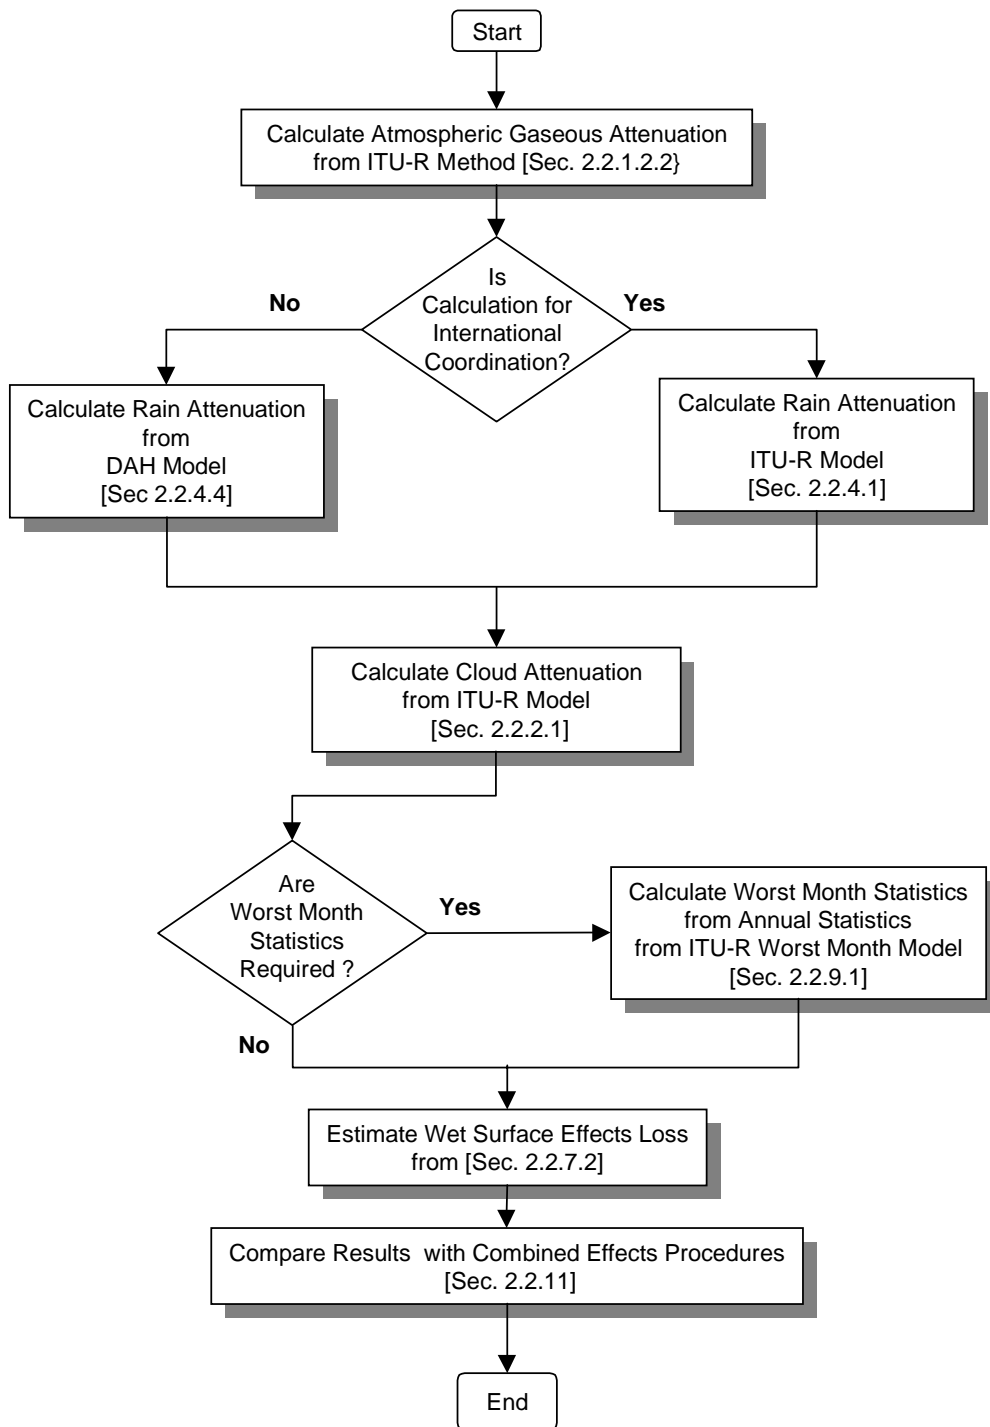 Start
Calculate Atmospheric Gaseous Attenuation
from ITU-R Method [Sec. 2.2.1.2.2}
Is
Calculation for
International
Coordination?
No
Yes
Calculate Rain Attenuation
from
DAH Model
[Sec 2.2.4.4]
Calculate Rain Attenuation
from
ITU-R Model
[Sec. 2.2.4.1]
Calculate Cloud Attenuation
from ITU-R Model
[Sec. 2.2.2.1]
Are
Worst Month
Statistics
Required ?
Yes
Calculate Worst Month Statistics
from Annual Statistics
from ITU-R Worst Month Model
[Sec. 2.2.9.1]
No
Estimate Wet Surface Effects Loss
from [Sec. 2.2.7.2]
Compare Results  with Combined Effects Procedures
[Sec. 2.2.11]
End